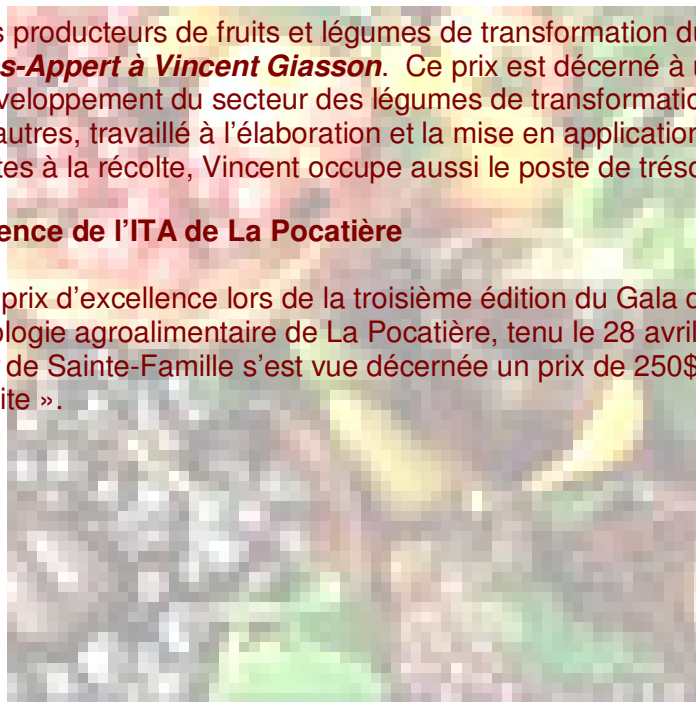 s producteurs de fruits et légumes de transformation du
s-Appert à Vincent Giasson. Ce prix est décerné à u
veloppement du secteur des légumes de transformatio
autres, travaillé à l'élaboration et la mise en application
tes à la récolte, Vincent occupe aussi le poste de tréso
ence de l'ITA de La Pocatière
prix d'excellence lors de la troisième édition du Gala d
ologie agroalimentaire de La Pocatière, tenu le 28 avril
de Sainte-Famille s'est vue décernée un prix de 250$
ite ».